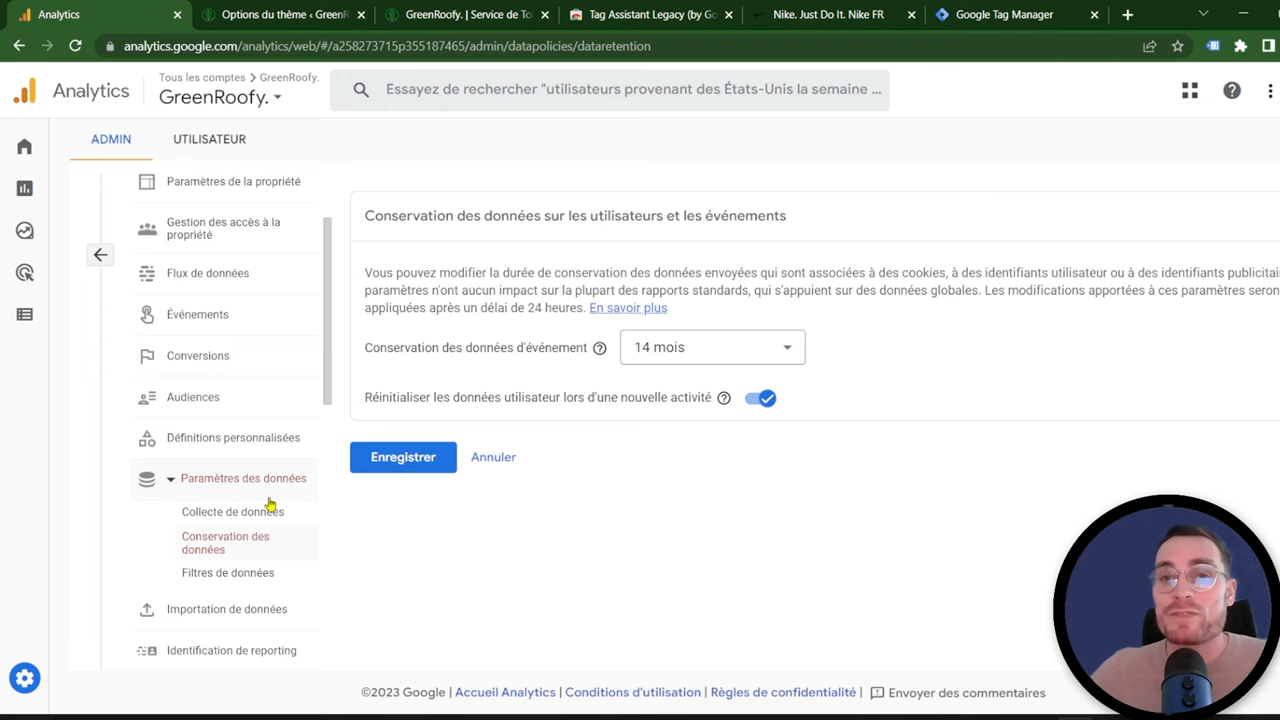 Analytics
Options du thème ‹ GreenR
GreenRoofy. | Service de To
Tag Assistant Legacy (by Go
Nike. Just Do It. Nike FR
Google Tag Manager
analytics.google.com/analytics/web/#/a258273715p355187465/admin/datapolicies/dataretention
Analytics
Tous les comptes > GreenRoofy.
GreenRoofy.
Essayez de rechercher "utilisateurs provenant des États-Unis la semaine ...
ADMIN
UTILISATEUR
Paramètres de la propriété
Gestion des accès à la
propriété
Flux de données
Événements
Conversions
Audiences
Définitions personnalisées
Paramètres des données
Collecte de données
Conservation des
données
Filtres de données
Importation de données
Identification de reporting
Conservation des données sur les utilisateurs et les événements
Vous pouvez modifier la durée de conservation des données envoyées qui sont associées à des cookies, à des identifiants utilisateur ou à des identifiants publicitai
paramètres n'ont aucun impact sur la plupart des rapports standards, qui s'appuient sur des données globales. Les modifications apportées à ces paramètres seron
appliquées après un délai de 24 heures. En savoir plus
Conservation des données d'événement
14 mois
Réinitialiser les données utilisateur lors d'une nouvelle activité
Enregistrer
Annuler
©2023 Google | Accueil Analytics | Conditions d'utilisation | Règles de confidentialité | Envoyer des commentaires